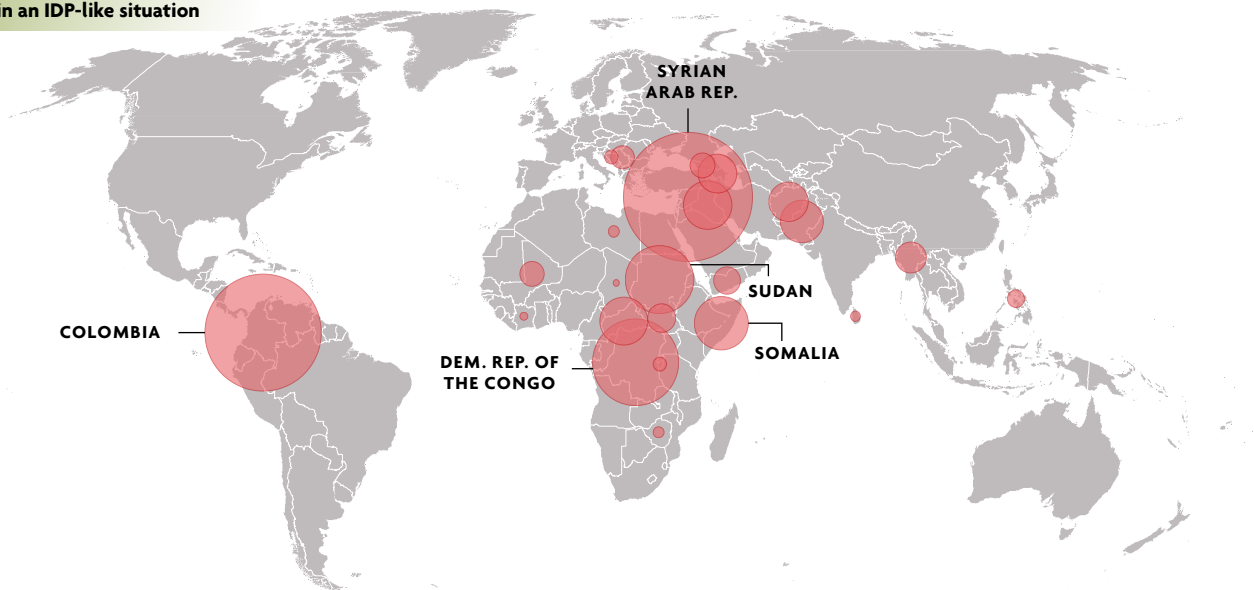 in an IDP-like situation
SYRIAN
ARAB REP.
SUDAN
COLOMBIA
SOMALIA
DEM. REP. OF
THE CONGO